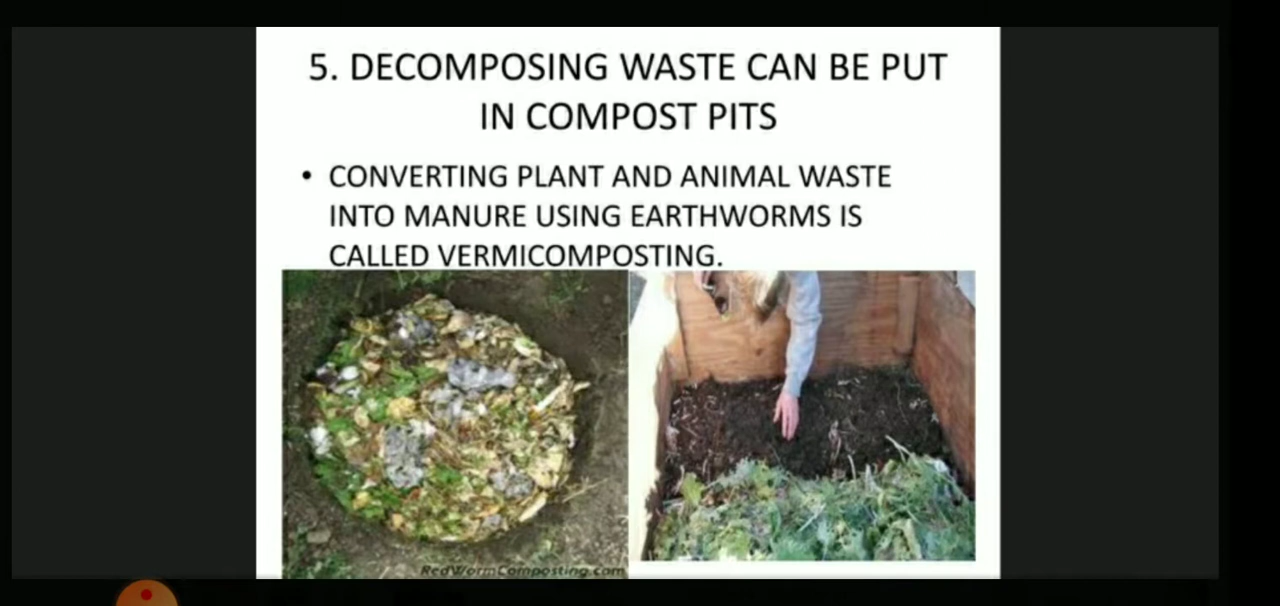 5. DECOMPOSING WASTE CAN BE PUT
IN COMPOST PITS
• CONVERTING PLANT AND ANIMAL WASTE
INTO MANURE USING EARTHWORMS IS
CALLED VERMICOMPOSTING.
RedWormComposting.com